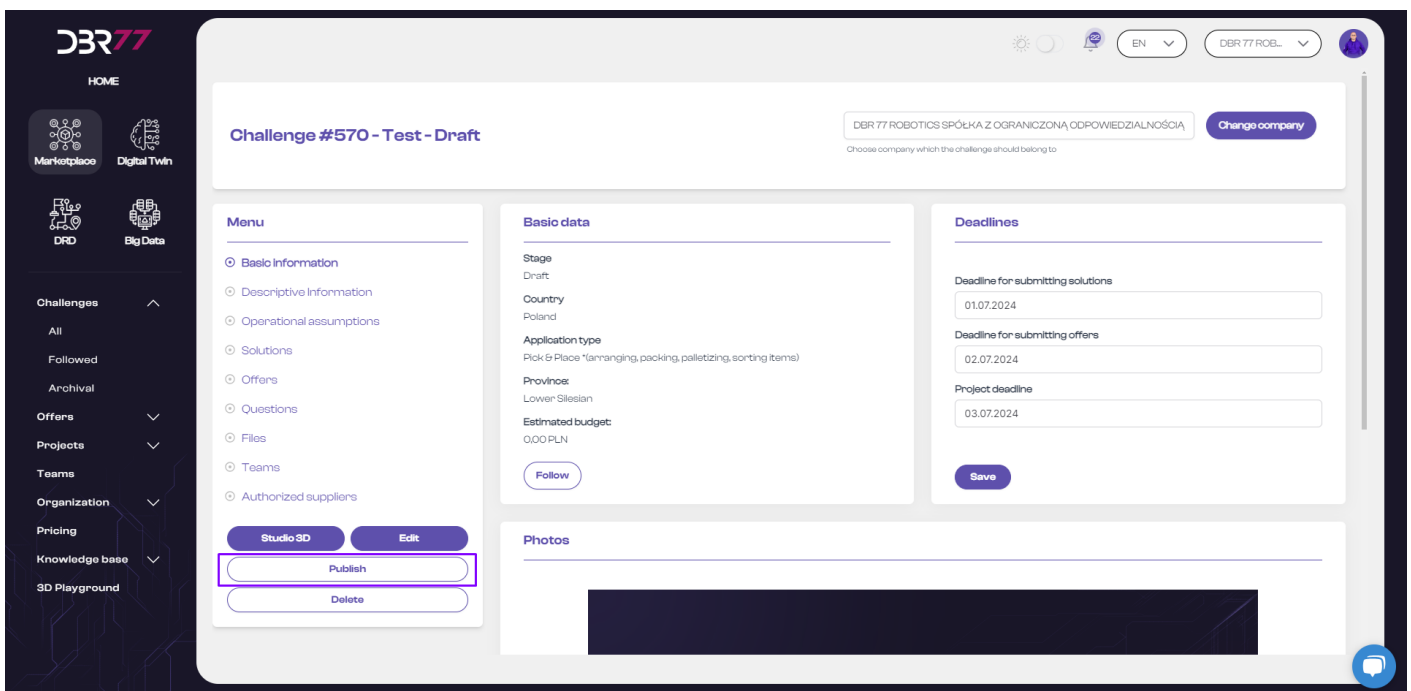 DBR77
HOME
Marketplace
Digital Twin
DRD
Big Data
Challenges
All
Followed
Archival
Offers
Projects
Teams
Organization
Pricing
Knowledge base
3D Playground
22
EN
DBR 77 ROB...
Challenge #570 - Test - Draft
DBR 77 ROBOTICS SPÓŁKA Z OGRANICZONĄ ODPOWIEDZIALNOŚCIĄ
Change company
Choose company which the challenge should belong to
Menu
Basic information
Descriptive Information
Operational assumptions
Solutions
Offers
Questions
Files
Teams
Authorized suppliers
Studio 3D
Edit
Publish
Delete
Basic data
Stage
Draft
Country
Poland
Application type
Pick & Place *(arranging, packing, palletizing, sorting items)
Province:
Lower Silesian
Estimated budget:
0,00 PLN
Follow
Deadlines
Deadline for submitting solutions
01.07.2024
Deadline for submitting offers
02.07.2024
Project deadline
03.07.2024
Save
Photos